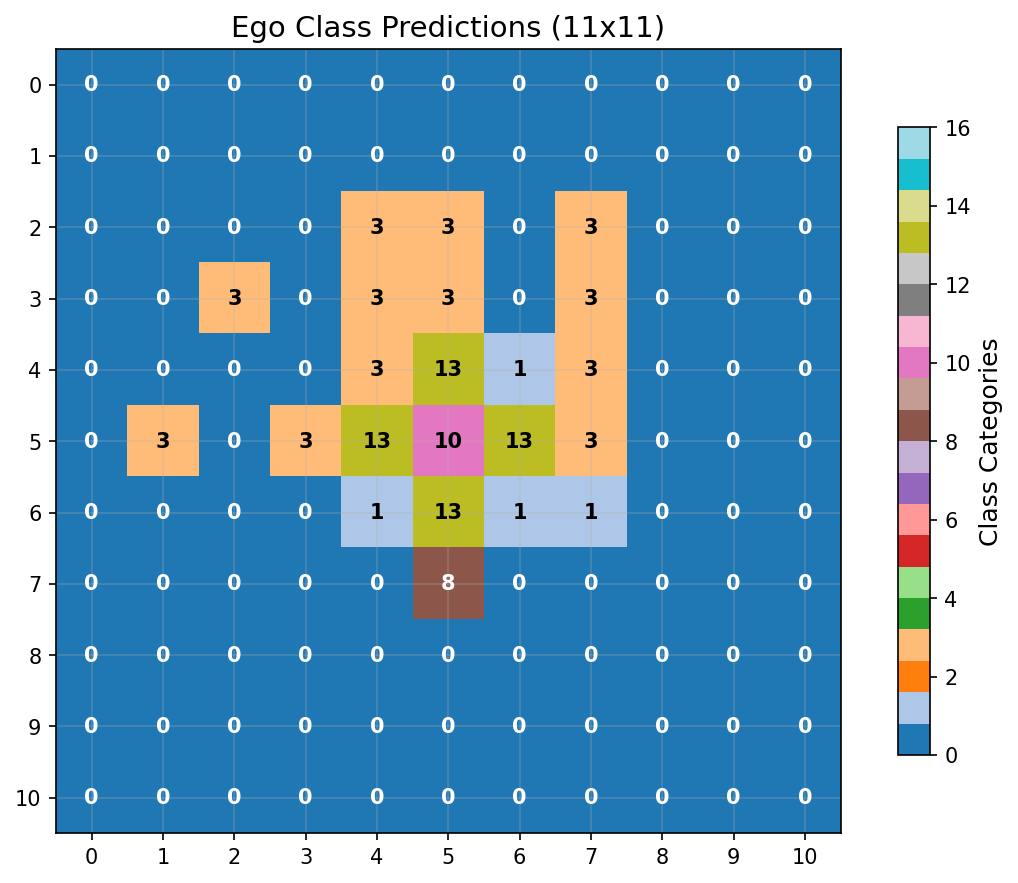 Ego Class Predictions (11x11)
0 0 0 0 0 0 0 0 0 0 0 0
1 0 0 0 0 0 0 0 0 0 0 0
2 0 0 0 0 3 3 0 3 0 0 0
3 0 0 3 0 3 3 0 3 0 0 0
4 0 0 0 0 3 13 1 3 0 0 0
5 0 3 0 3 13 10 13 3 0 0 0
6 0 0 0 0 1 13 1 1 0 0 0
7 0 0 0 0 0 8 0 0 0 0 0
8 0 0 0 0 0 0 0 0 0 0 0
9 0 0 0 0 0 0 0 0 0 0 0
10 0 0 0 0 0 0 0 0 0 0 0
0 1 2 3 4 5 6 7 8 9 10
16
14
12
10
8
6
4
2
0
Class Categories